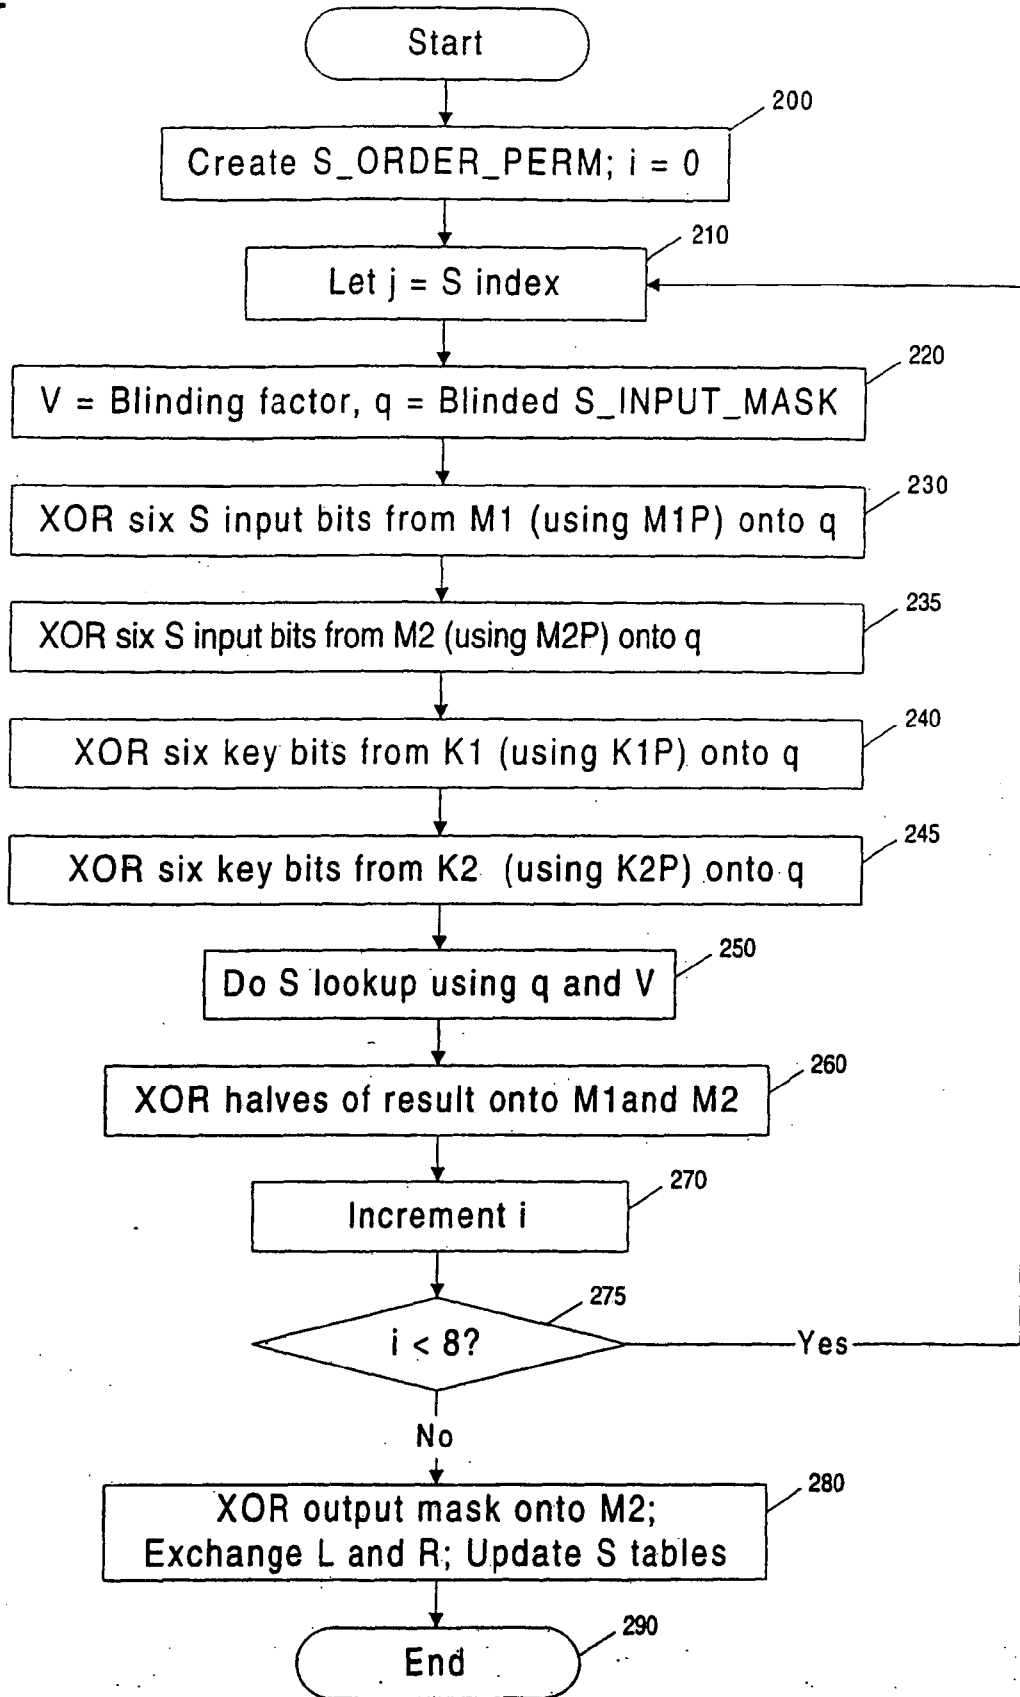 Start
200
Create S_ORDER_PERM; i = 0
210
Let j = S index
220
V = Blinding factor, q = Blinded S_INPUT_MASK
230
XOR six S input bits from M1 (using M1P) onto q
235
XOR six S input bits from M2 (using M2P) onto q
240
XOR six key bits from K1 (using K1P) onto q
245
XOR six key bits from K2 (using K2P) onto q
250
Do S lookup using q and V
260
XOR halves of result onto M1and M2
270
Increment i
275
i < 8?
Yes
No
280
XOR output mask onto M2;
Exchange L and R; Update S tables
290
End